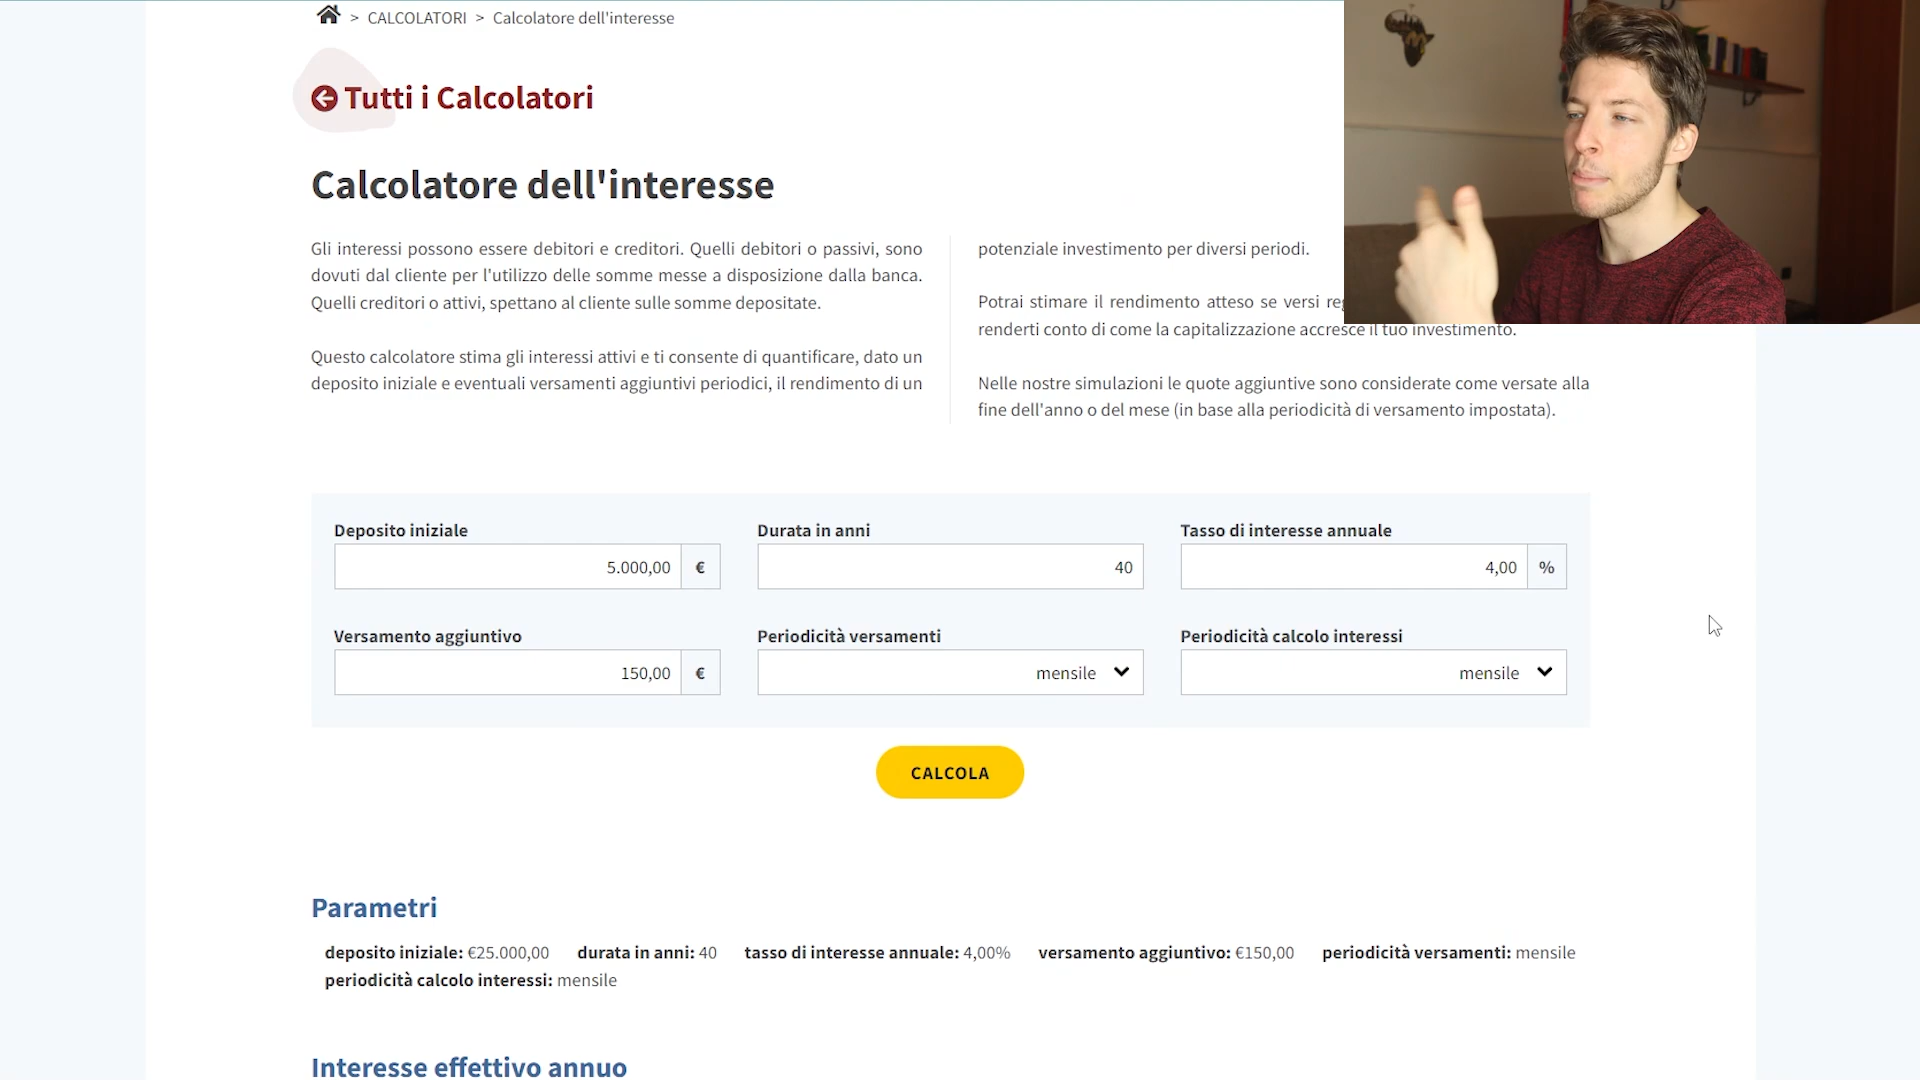 > CALCOLATORI > Calcolatore dell'interesse
Tutti i Calcolatori
Calcolatore dell'interesse
Gli interessi possono essere debitori e creditori. Quelli debitori o passivi, sono
dovuti dal cliente per l'utilizzo delle somme messe a disposizione dalla banca.
Quelli creditori o attivi, spettano al cliente sulle somme depositate.
Questo calcolatore stima gli interessi attivi e ti consente di quantificare, dato un
deposito iniziale e eventuali versamenti aggiuntivi periodici, il rendimento di un
potenziale investimento per diversi periodi.
Potrai stimare il rendimento atteso se versi
renderti conto di come la capitalizzazione accresce il tuo investimento.
Nelle nostre simulazioni le quote aggiuntive sono considerate come versate alla
fine dell'anno o del mese (in base alla periodicità di versamento impostata).
Deposito iniziale
5.000,00 €
Durata in anni
40
Tasso di interesse annuale
4,00 %
Versamento aggiuntivo
150,00 €
Periodicità versamenti
mensile
Periodicità calcolo interessi
mensile
CALCOLA
Parametri
deposito iniziale: €25.000,00 durata in anni: 40 tasso di interesse annuale: 4,00% versamento aggiuntivo: €150,00 periodicità versamenti: mensile
periodicità calcolo interessi: mensile
Interesse effettivo annuo